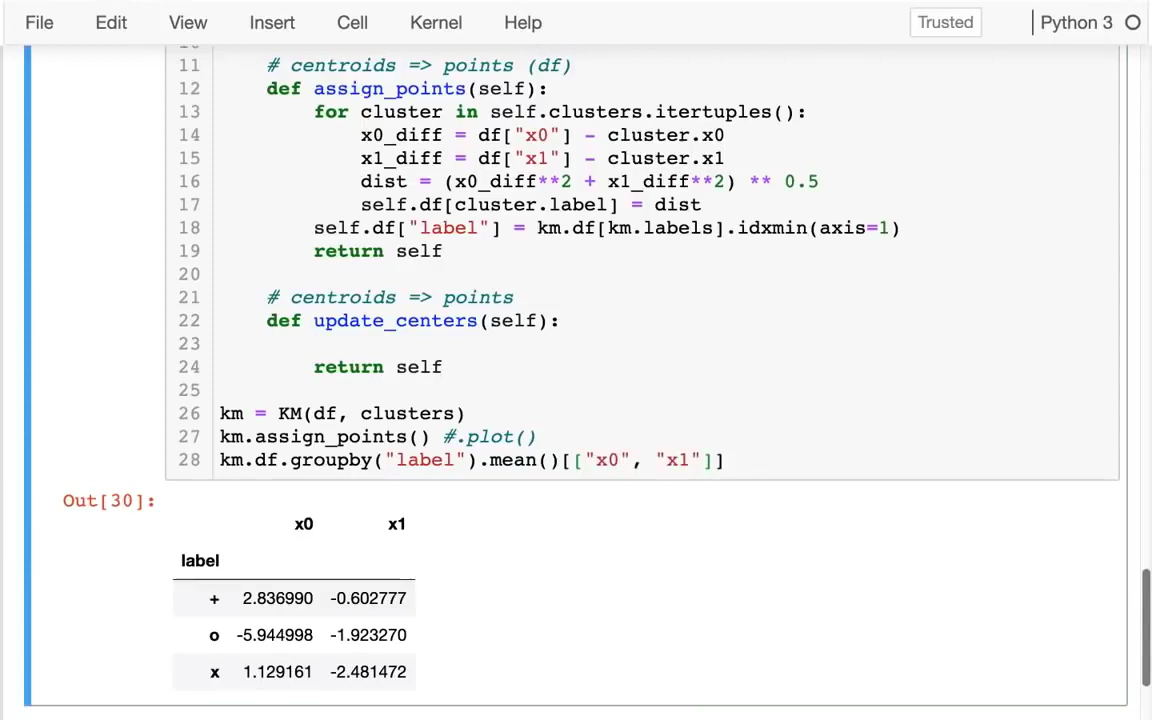 File Edit View Insert Cell Kernel Help Trusted Python 3
11 # centroids => points (df)
12 def assign_points(self):
13 for cluster in self.clusters.itertuples():
14 x0_diff = df["x0"] - cluster.x0
15 x1_diff = df["x1"] - cluster.x1
16 dist = (x0_diff**2 + x1_diff**2) ** 0.5
17 self.df[cluster.label] = dist
18 self.df["label"] = km.df[km.labels].idxmin(axis=1)
19 return self
20
21 # centroids => points
22 def update_centers(self):
23
24 return self
25
26 km = KM(df, clusters)
27 km.assign_points() #.plot()
28 km.df.groupby("label").mean()[["x0", "x1"]]
Out[30]:
x0 x1
label
+ 2.836990 -0.602777
o -5.944998 -1.923270
x 1.129161 -2.481472